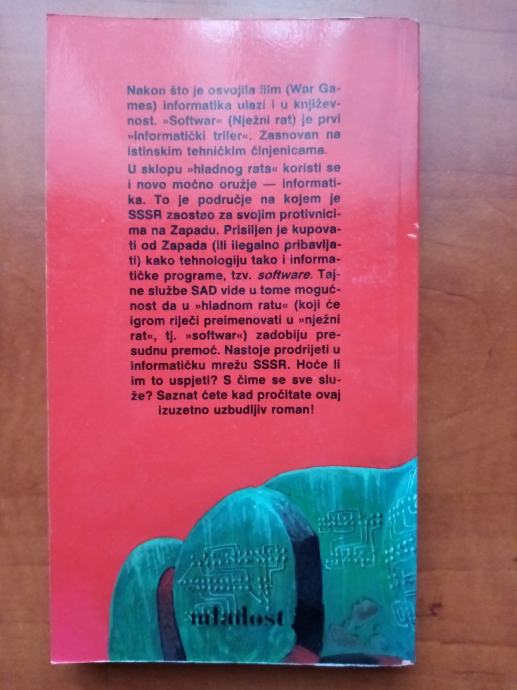 Nakon što je osvojila film (War Ga-
mes) informatika ulazi i u književ-
nost. »Softwar« (Nježni rat) je prvi
»informatički triler«. Zasnovan na
istinskim tehničkim činjenicama.
U sklopu »hladnog rata« koristi se
i novo moćno oružje — informati-
ka. To je područje na kojem je
SSSR zaostao za svojim protivnici-
ma na Zapadu. Prisiljen je kupova-
ti od Zapada (ili ilegalno pribavlja-
ti) kako tehnologiju tako i informa-
tičke programe, tzv. software. Taj-
ne službe SAD vide u tome moguć-
nost da u »hladnom ratu« (koji će
igrom riječi preimenovati u »nježni
rat«, tj. »softwar«) zadobiju pre-
sudnu premoć. Nastoje prodrijeti u
informatičku mrežu SSSR. Hoće li
im to uspjeti? S čime se sve slu-
že? Saznat ćete kad pročitate ovaj
izuzetno uzbudljiv roman!
mladost